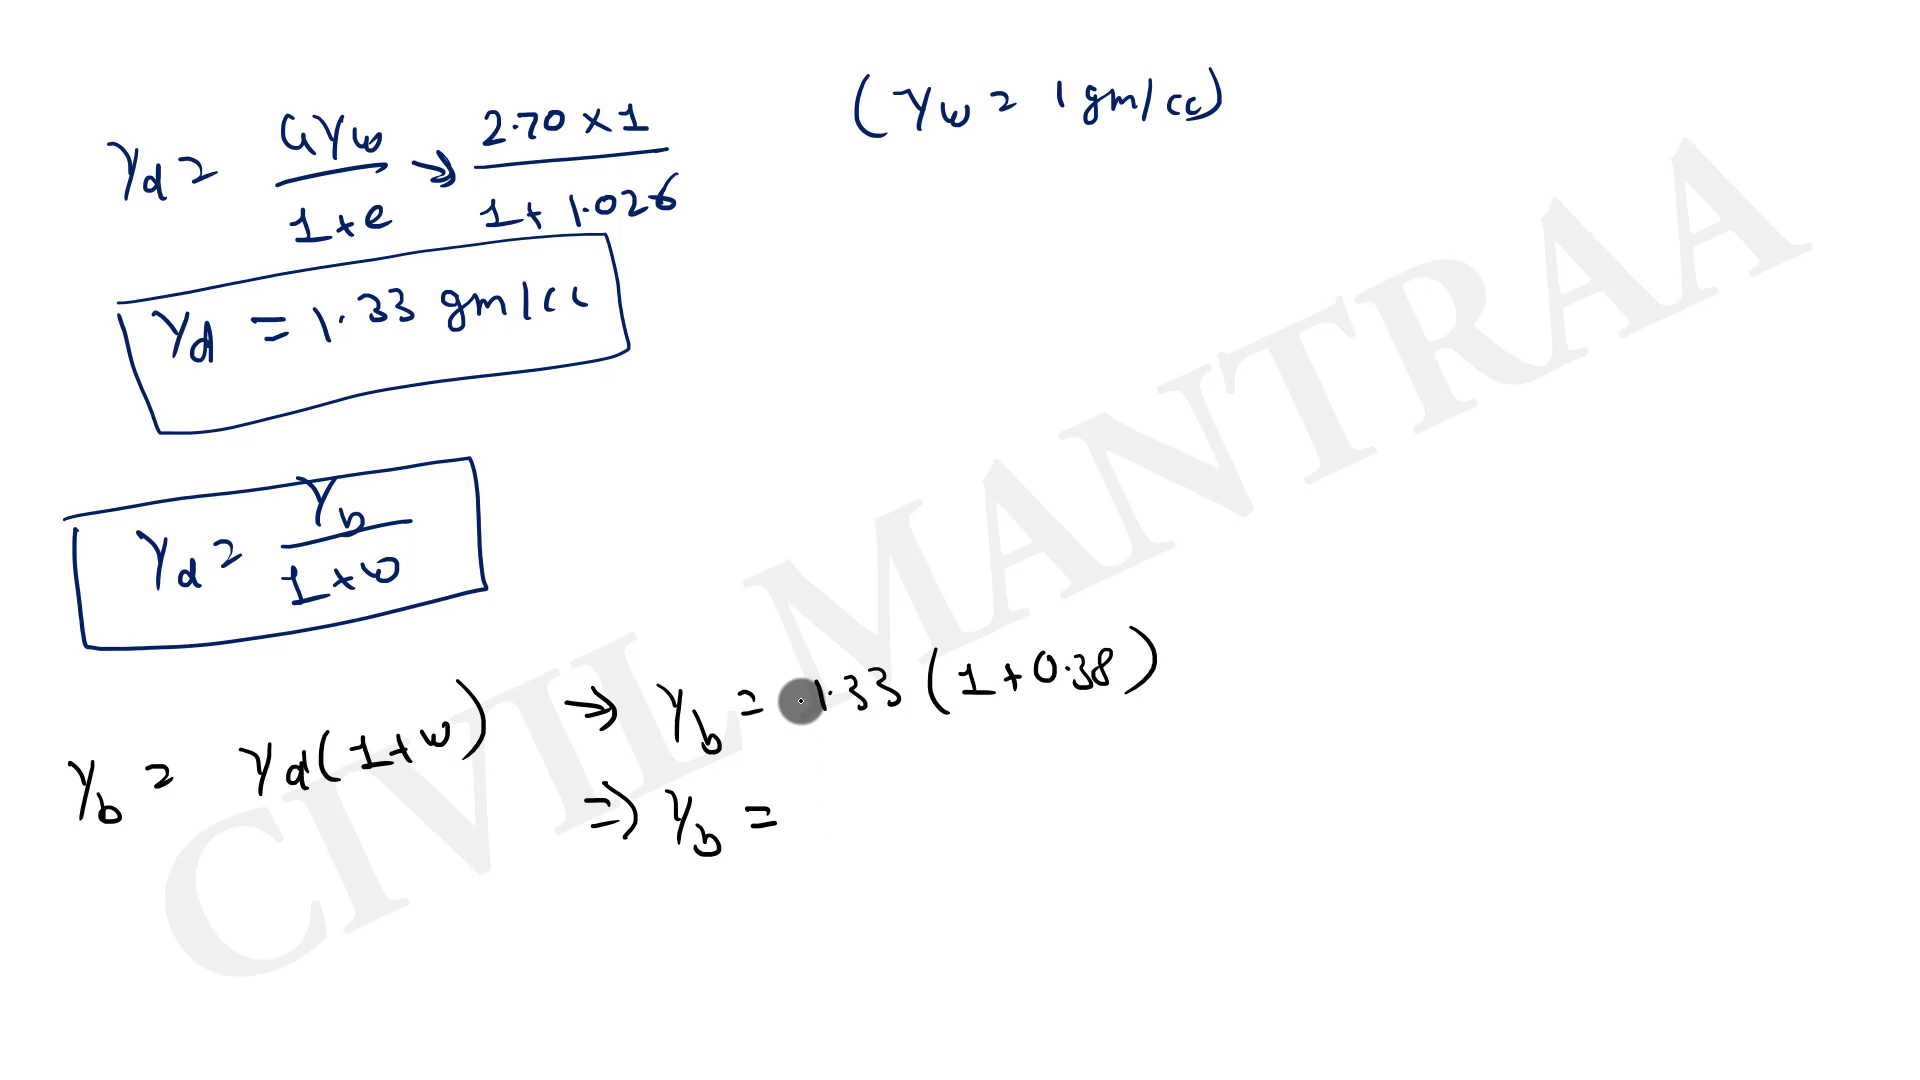 γd = Gγw / 1+e → 2.70 × 1 / 1 + 1.026
(γw = 1 gm/cc)
γd = 1.33 gm/cc
γd = γb / 1+w
γb = γd(1+w) → γb = 1.33 (1+0.38)
⇒ γb =
CIVIL MANTRAA